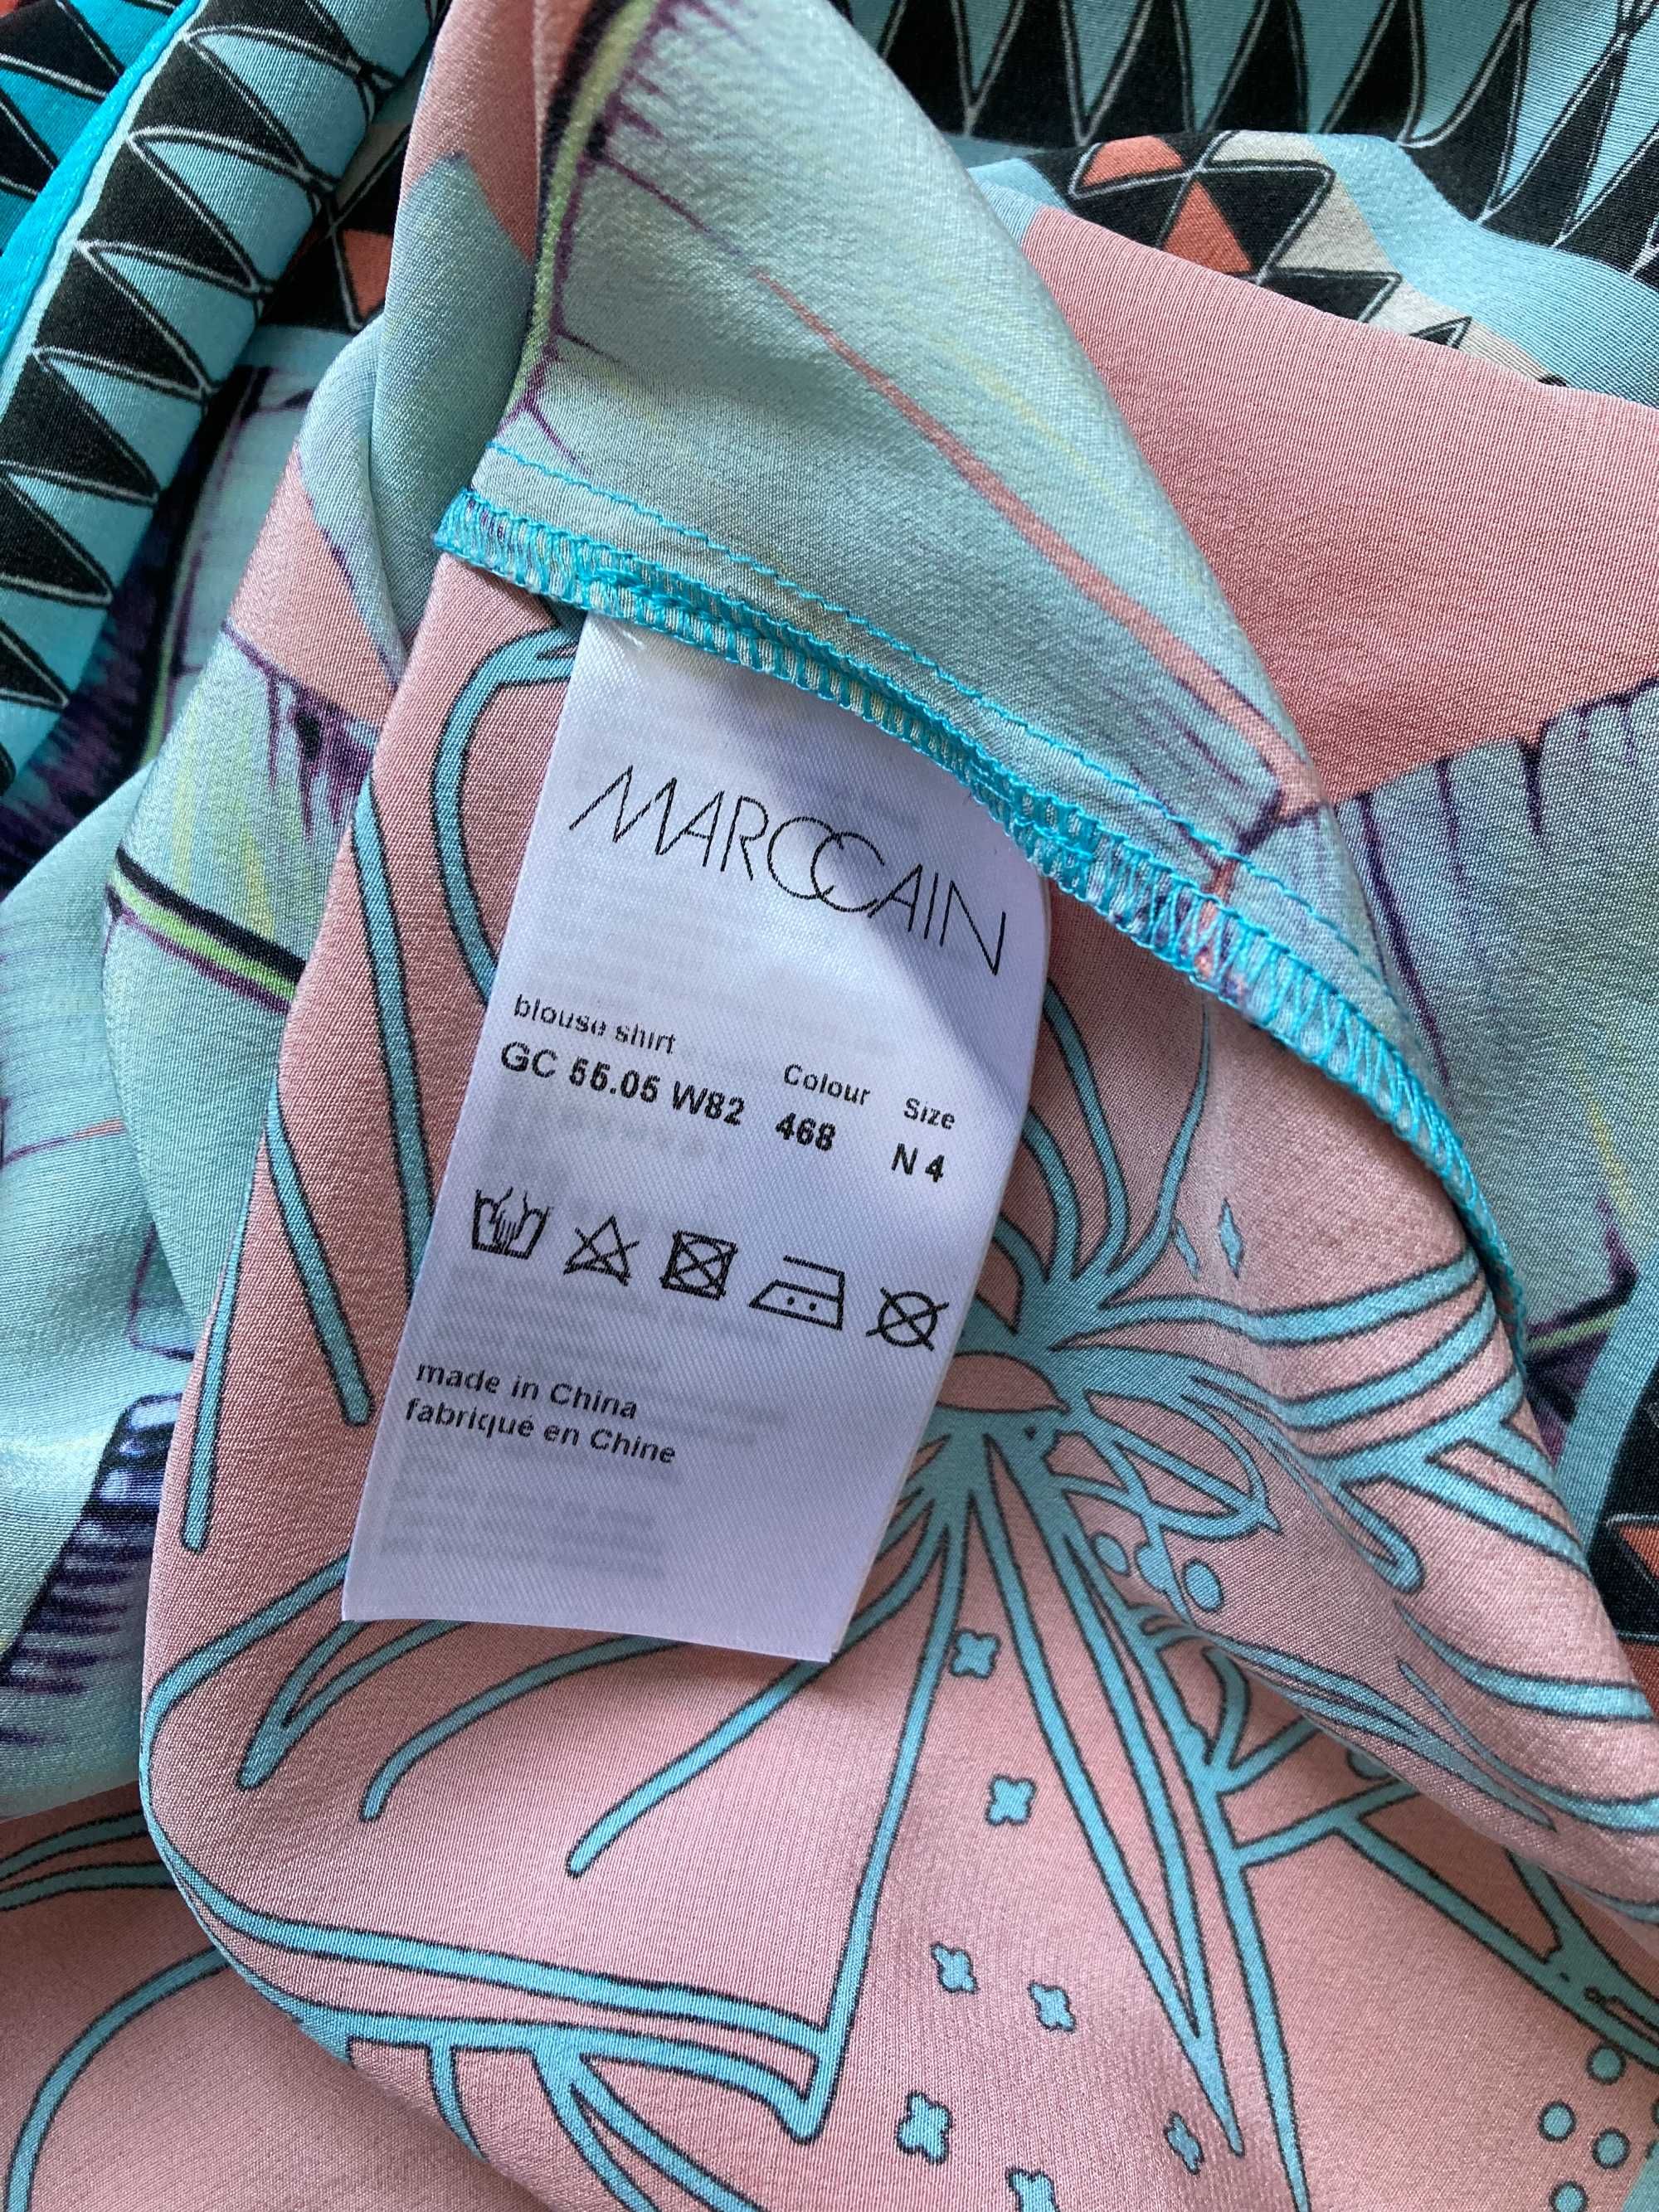 MARCCAIN
blouse shirt
GC 55.05 W82
Colour
468
Size
N 4
made in China
fabriqué en Chine